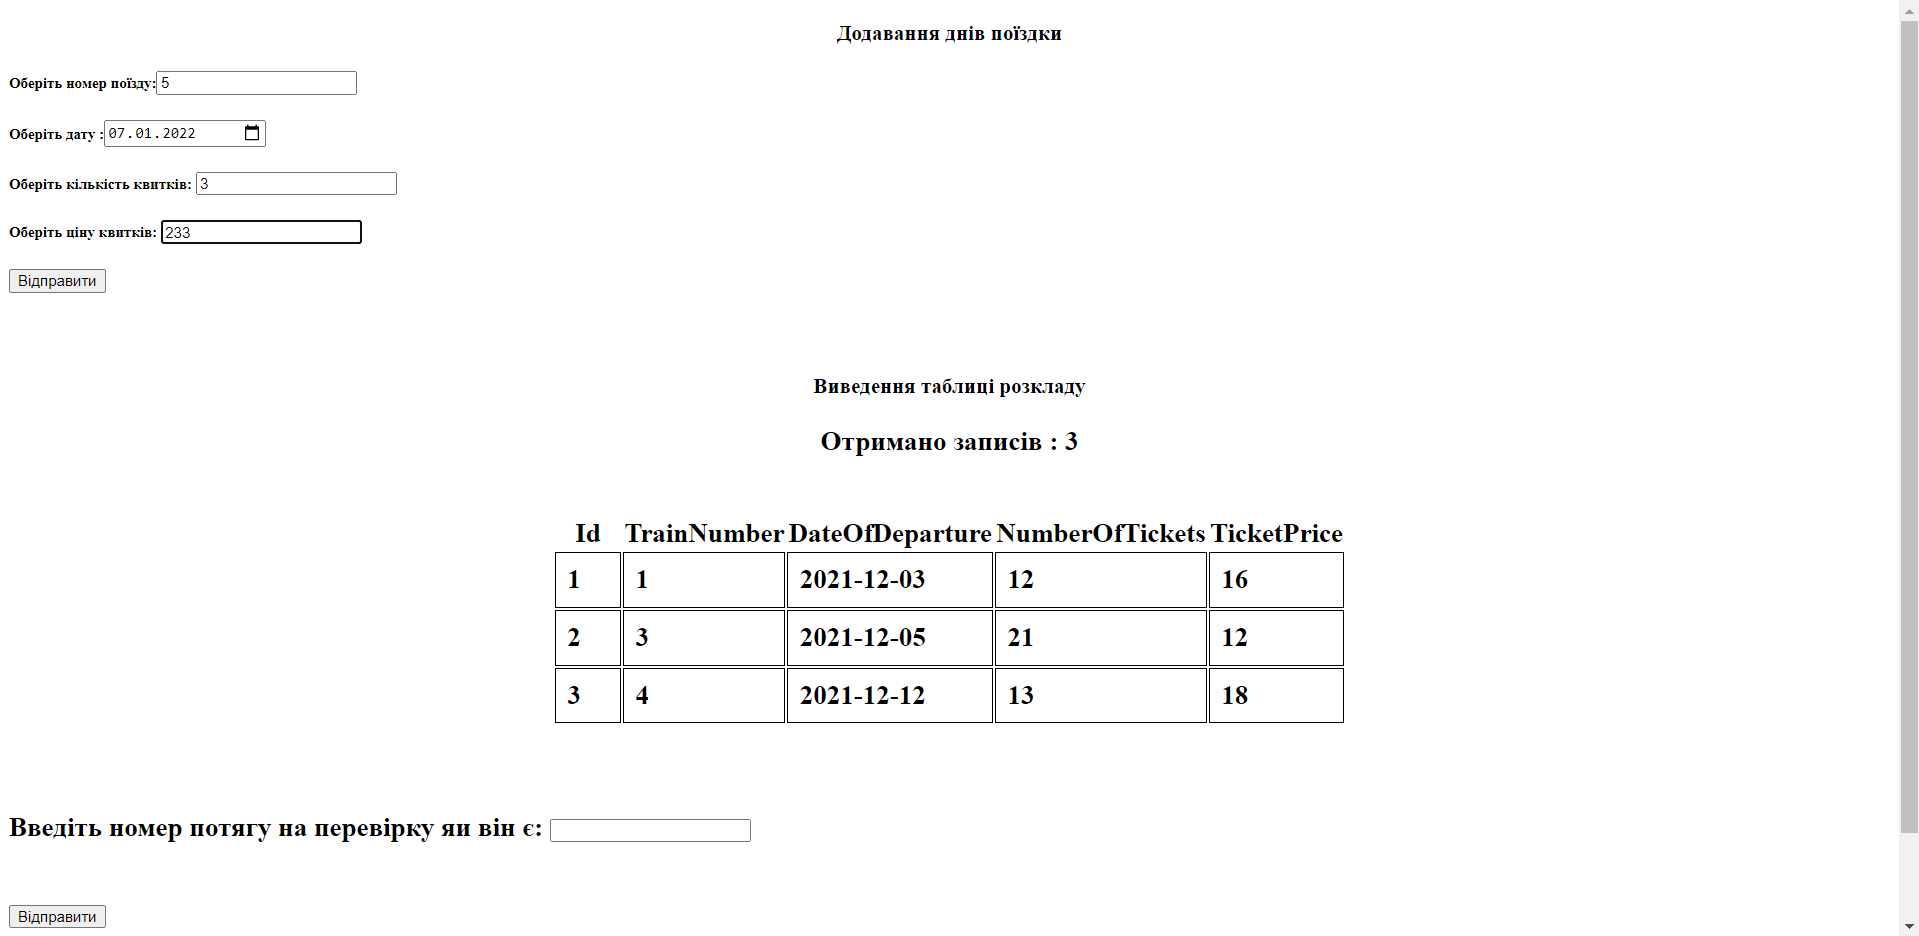 Додавання днів поїздки
Оберіть номер поїзду: 5
Оберіть дату : 07.01.2022
Оберіть кількість квитків: 3
Оберіть ціну квитків: 233
Відправити
Виведення таблиці розкладу
Отримано записів : 3
Id TrainNumber DateOfDeparture NumberOfTickets TicketPrice
1 1 2021-12-03 12 16
2 3 2021-12-05 21 12
3 4 2021-12-12 13 18
Введіть номер потягу на перевірку яи він є:
Відправити